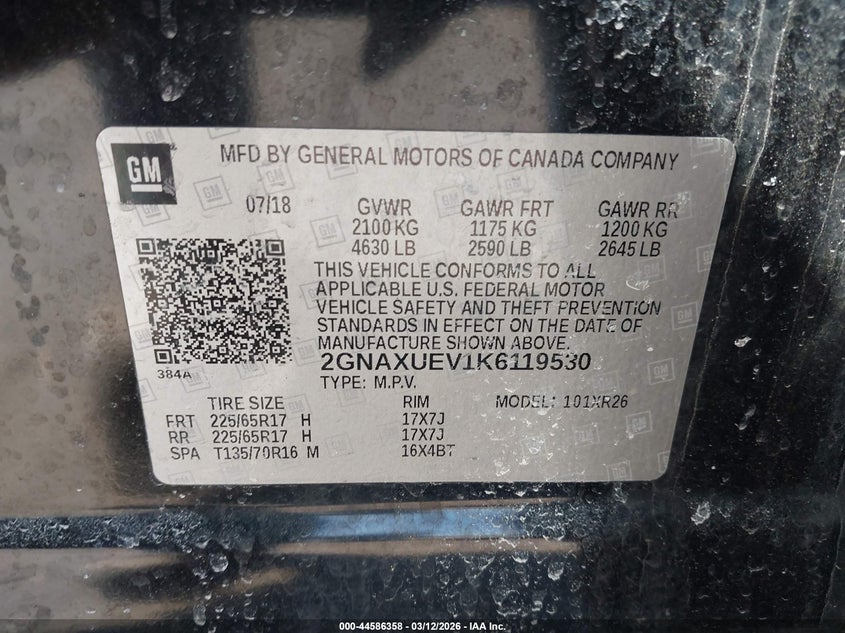 GM
MFD BY GENERAL MOTORS OF CANADA COMPANY
07/18 GVWR GAWR FRT GAWR RR
2100 KG 1175 KG 1200 KG
4630 LB 2590 LB 2645 LB
THIS VEHICLE CONFORMS TO ALL
APPLICABLE U.S. FEDERAL MOTOR
VEHICLE SAFETY AND THEFT PREVENTION
STANDARDS IN EFFECT ON THE DATE OF
MANUFACTURE SHOWN ABOVE.
384A
2GNAXUEV1K6119530
TYPE: M.P.V.
TIRE SIZE RIM MODEL: 101XR26
FRT 225/65R17 H 17X7J
RR 225/65R17 H 17X7J
SPA T135/70R16 M 16X4BT
000-44586358 - 03/12/2026 - IAA Inc.